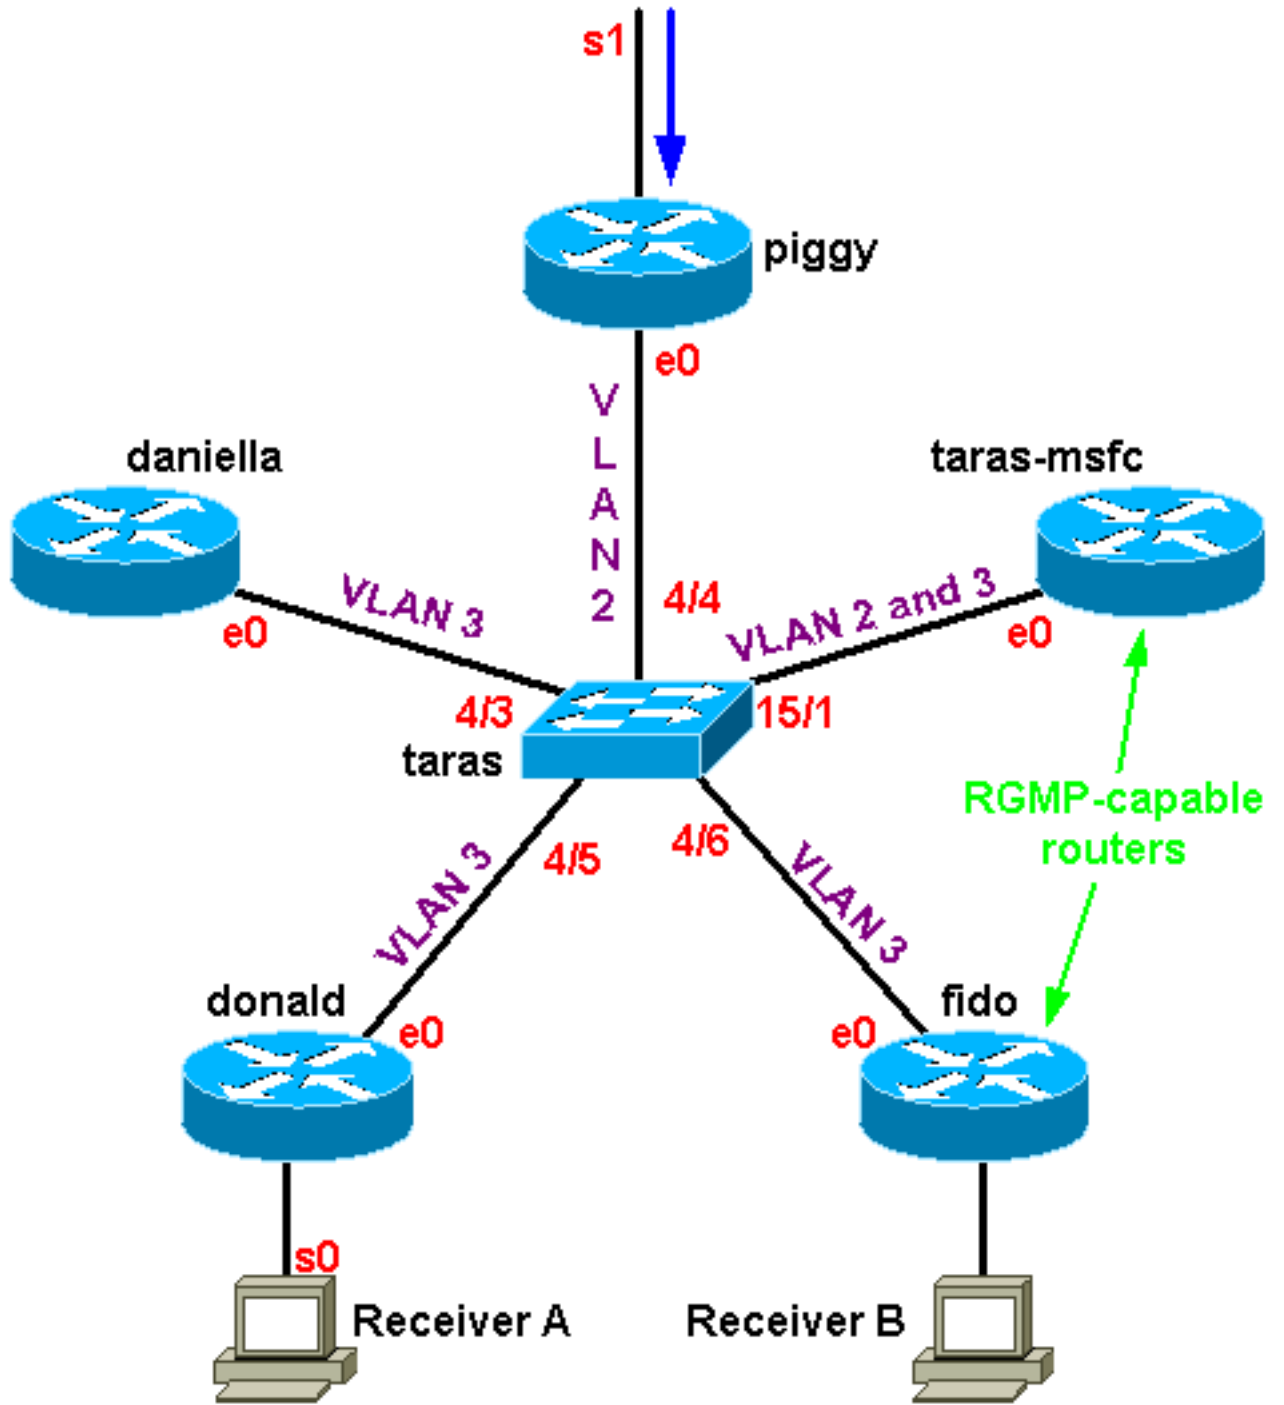 s1
piggy
e0
VLAN2
daniella
taras-msfc
VLAN 3
4/4
VLAN 2 and 3
e0
e0
4/3
15/1
taras
RGMP-capable
routers
4/5
4/6
VLAN 3
VLAN 3
donald
fido
e0
e0
s0
Receiver A
Receiver B